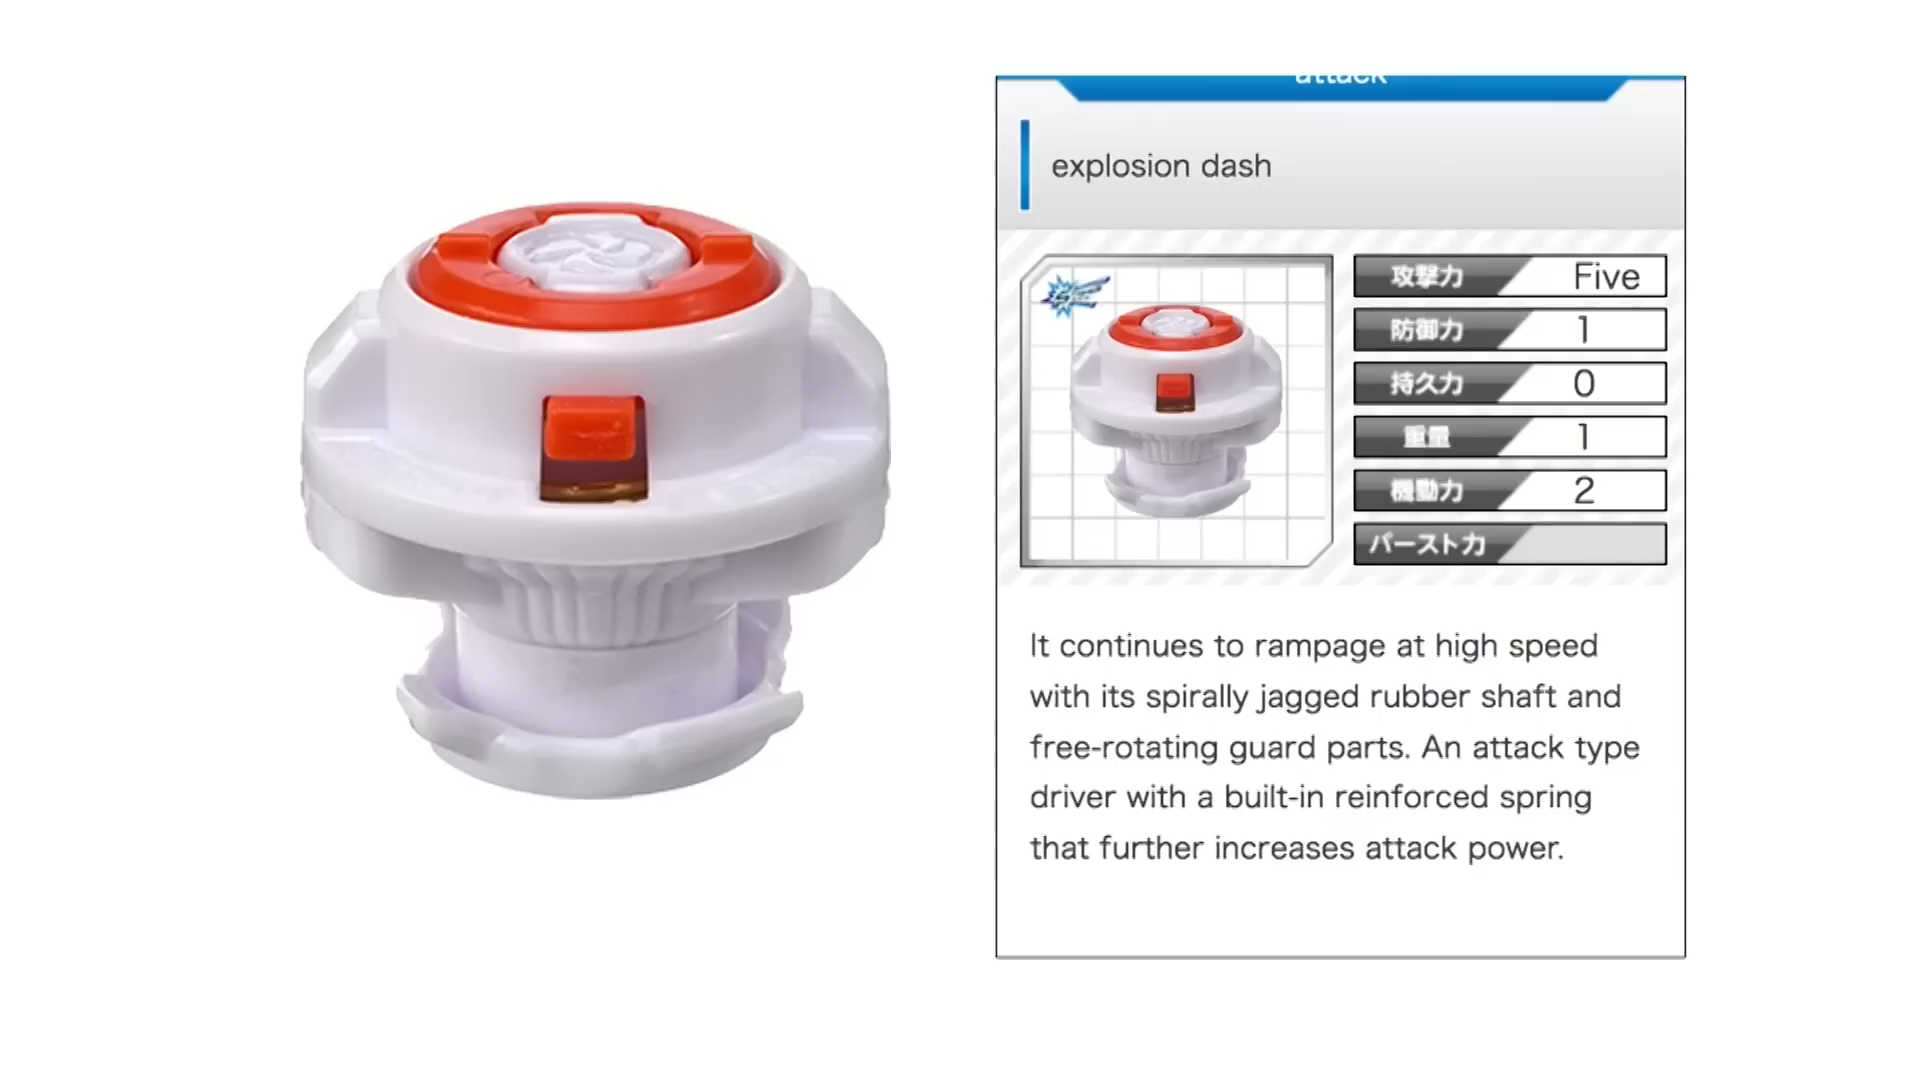 attack
explosion dash
攻撃力 Five
防御力 1
持久力 0
重量 1
機動力 2
バースト力
It continues to rampage at high speed
with its spirally jagged rubber shaft and
free-rotating guard parts. An attack type
driver with a built-in reinforced spring
that further increases attack power.